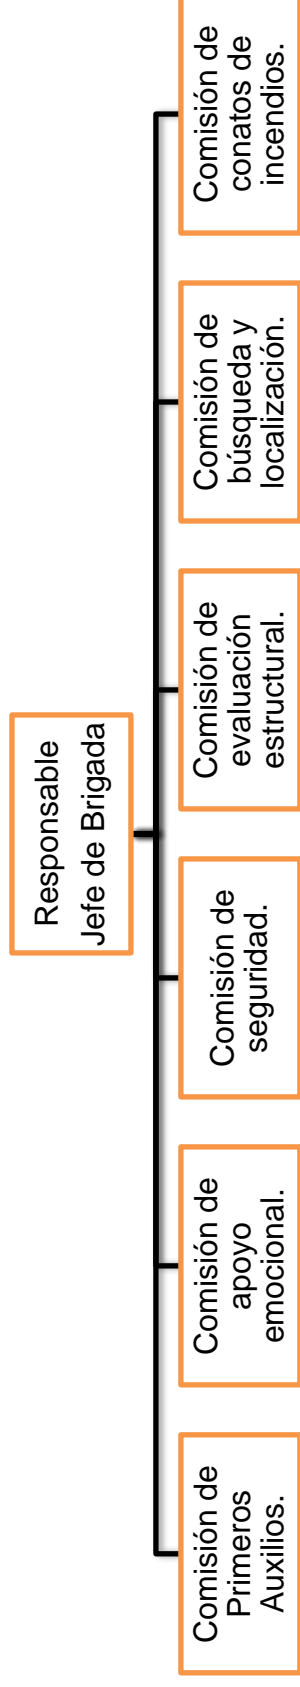 Responsable
Jefe de Brigada
Comisión de
Primeros
Auxilios.
Comisión de
apoyo
emocional.
Comisión de
seguridad.
Comisión de
evaluación
estructural.
Comisión de
búsqueda y
localización.
Comisión de
conatos de
incendios.